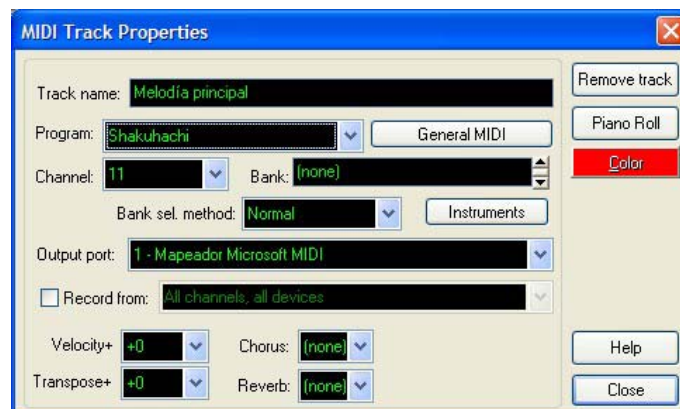 MIDI Track Properties
Track name: Melodía principal
Remove track
Program: Shakuhachi
General MIDI
Piano Roll
Channel: 11
Bank: (none)
Color
Bank sel. method: Normal
Instruments
Output port: 1 - Mapeador Microsoft MIDI
Record from: All channels, all devices
Velocity+ +0
Chorus: (none)
Help
Transpose+ +0
Reverb: (none)
Close